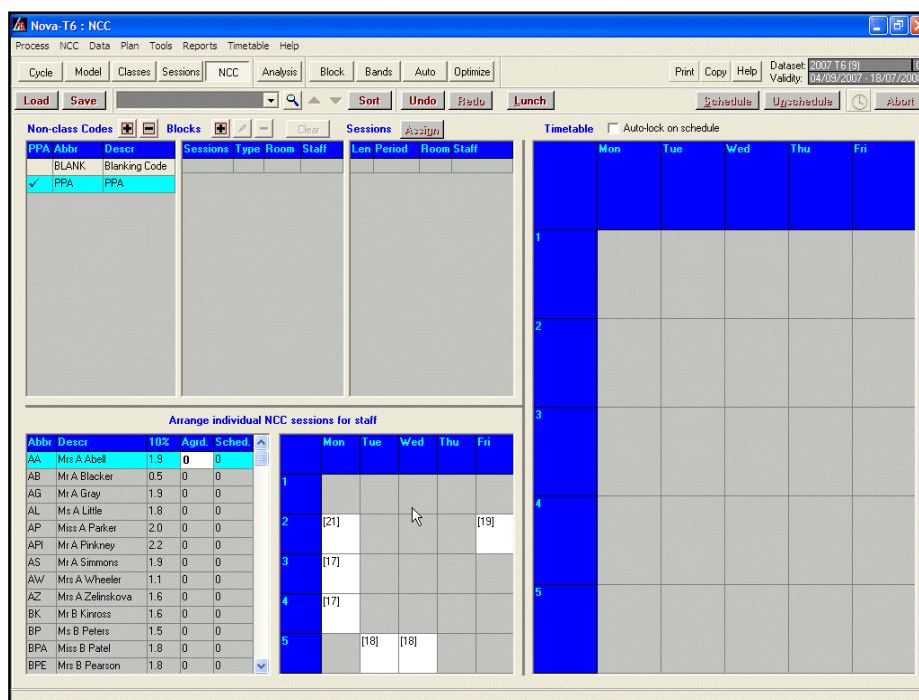 Nova-T6 : NCC
Process NCC Data Plan Tools Reports Timetable Help
Cycle Model Classes Sessions NCC Analysis Block Bands Auto Optimize Print Copy Help Dataset: 2007 T6 (9)
Validity: 04/09/2007 - 18/07/200
Load Save Sort Undo Redo Lunch Schedule Unschedule Abort
Non-class Codes Blocks Clear Sessions Assign Timetable Auto-lock on schedule
PPA Abbr Descr Sessions Type Room Staff Len Period Room Staff Mon Tue Wed Thu Fri
BLANK Blanking Code
PPA PPA
1
2
3
4
5
Arrange individual NCC sessions for staff
Abbr Descr 10% Agrd. Sched. Mon Tue Wed Thu Fri
AA Mrs A Abell 1.9 0 0
AB Mr A Blacker 0.5 0 0
1
AG Mr A Gray 1.9 0 0
AL Ms A Little 1.8 0 0
AP Miss A Parker 2.0 0 0
2 [21] [19]
API Mr A Pinkney 2.2 0 0
AS Mr A Simmons 1.9 0 0
3 [17]
AW Mrs A Wheeler 1.1 0 0
AZ Mrs A Zelinskova 1.6 0 0
4 [17]
BK Mr B Kinross 1.6 0 0
BP Ms B Peters 1.5 0 0
5 [18] [18]
BPA Miss B Patel 1.8 0 0
BPE Mrs B Pearson 1.8 0 0